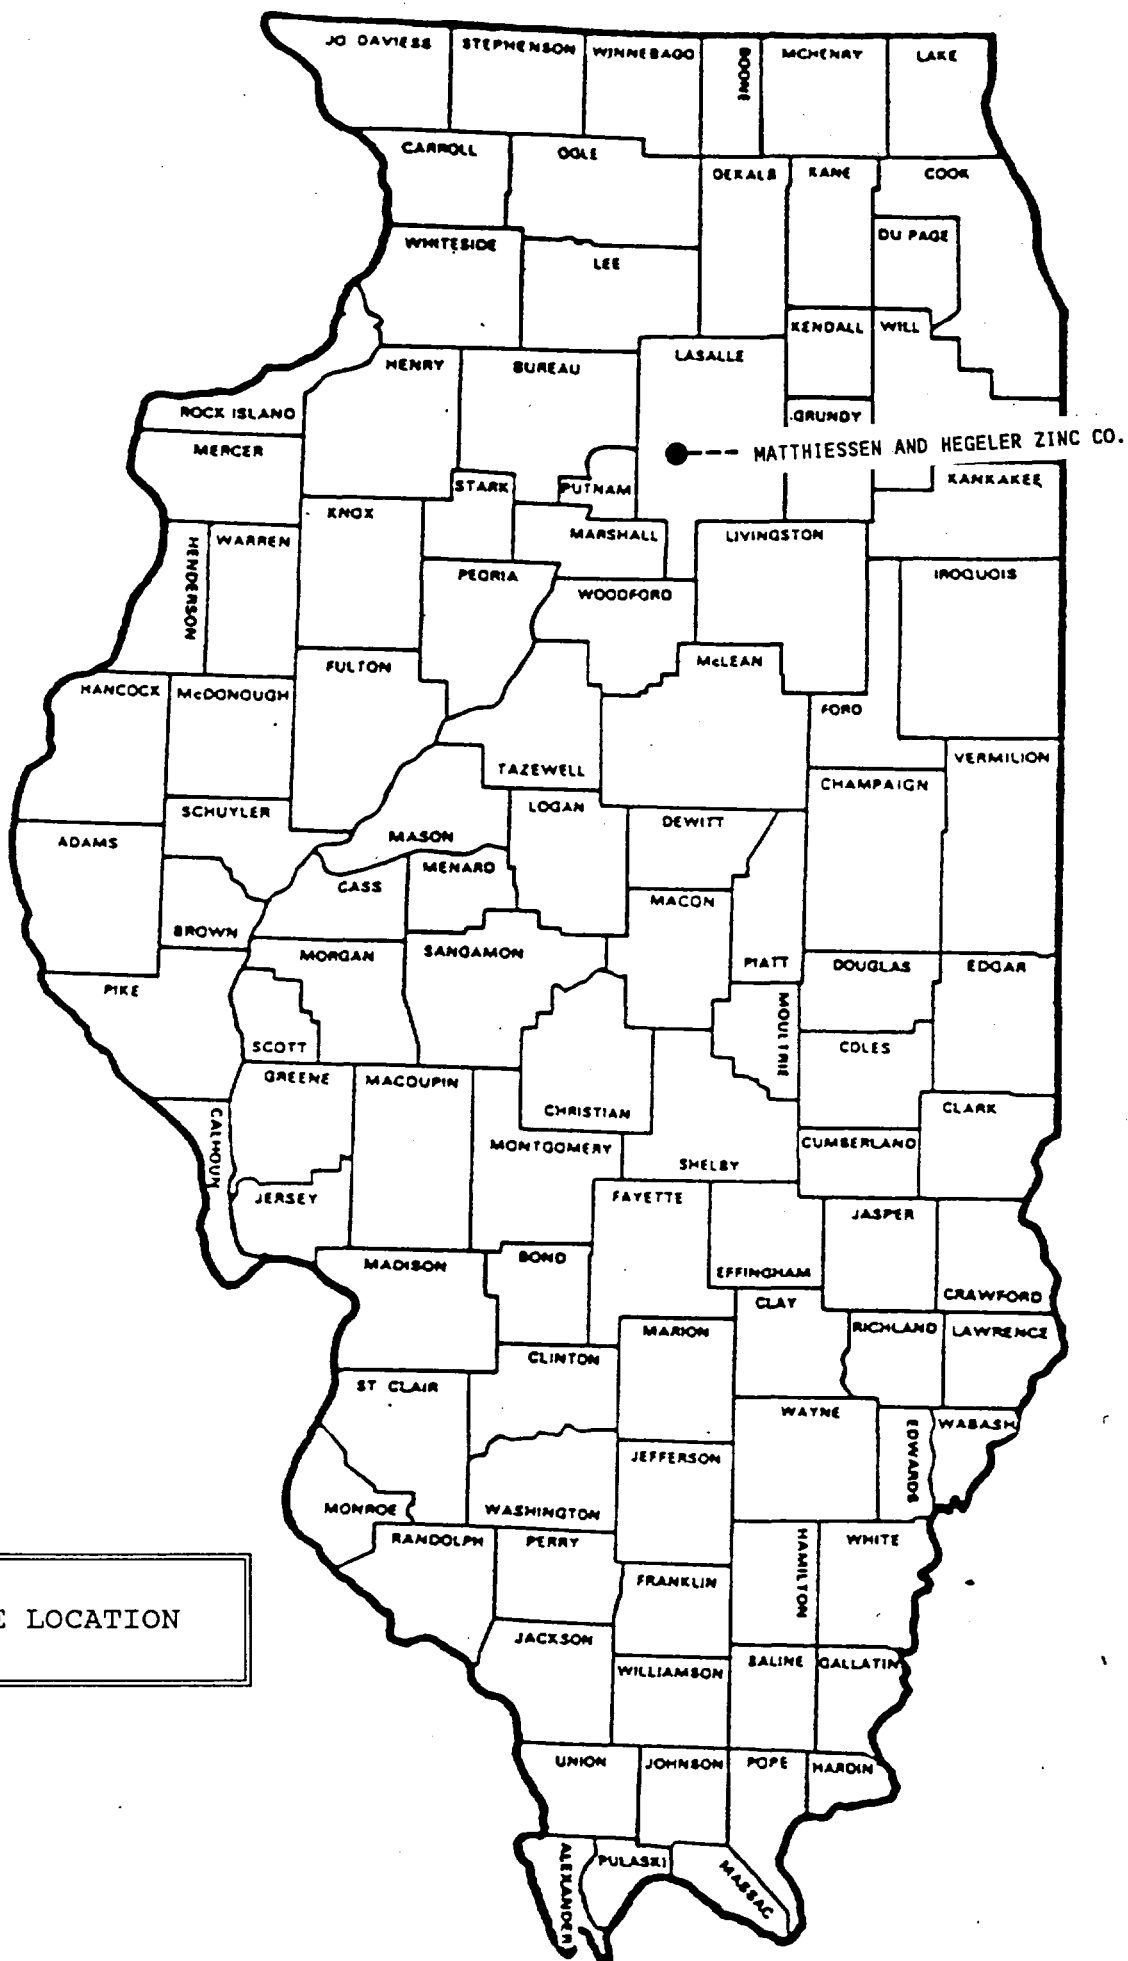 JO DAVIESS
STEPHENSON
WINNEBAGO
BOONE
MCHENRY
LAKE
CARROLL
OGLE
DEKALB
KANE
COOK
DU PAGE
WHITESIDE
LEE
KENDALL
WILL
LASALLE
HENRY
BUREAU
ROCK ISLAND
GRUNDY
MERCER
MATTHIESSEN AND HEGELER ZINC CO.
STARK
PUTNAM
KANKAKEE
KNOX
MARSHALL
LIVINGSTON
HENDERSON
WARREN
PEORIA
WOODFORD
IROQUOIS
FULTON
McLEAN
HANCOCK
McDONOUGH
FORD
TAZEWELL
VERMILION
CHAMPAIGN
SCHUYLER
LOGAN
DEWITT
ADAMS
MASON
MENARD
CASS
MACON
BROWN
MORGAN
SANGAMON
PIATT
DOUGLAS
EDGAR
PIKE
MOULTRIE
SCOTT
COLES
GREENE
MACOUPIN
CHRISTIAN
CLARK
CALHOUN
MONTGOMERY
CUMBERLAND
SHELBY
JERSEY
FAYETTE
JASPER
MADISON
BOND
EFFINGHAM
CLAY
CRAWFORD
MARION
RICHLAND
LAWRENCE
CLINTON
ST CLAIR
WAYNE
EDWARDS
WABASH
JEFFERSON
MONROE
WASHINGTON
RANDOLPH
PERRY
HAMILTON
WHITE
FRANKLIN
E LOCATION
JACKSON
WILLIAMSON
SALINE
GALLATIN
UNION
JOHNSON
POPE
HARDIN
ALEXANDER
PULASKI
MASSAC